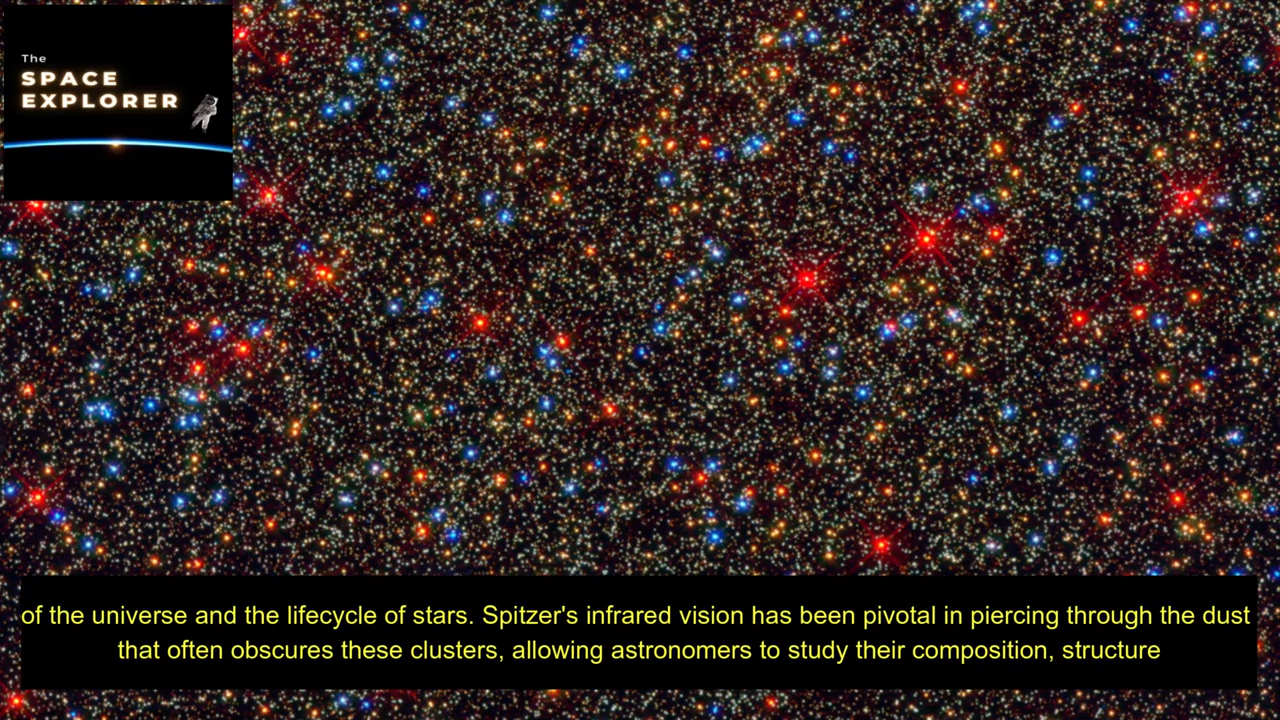 The
SPACE
EXPLORER
of the universe and the lifecycle of stars. Spitzer's infrared vision has been pivotal in piercing through the dust
that often obscures these clusters, allowing astronomers to study their composition, structure